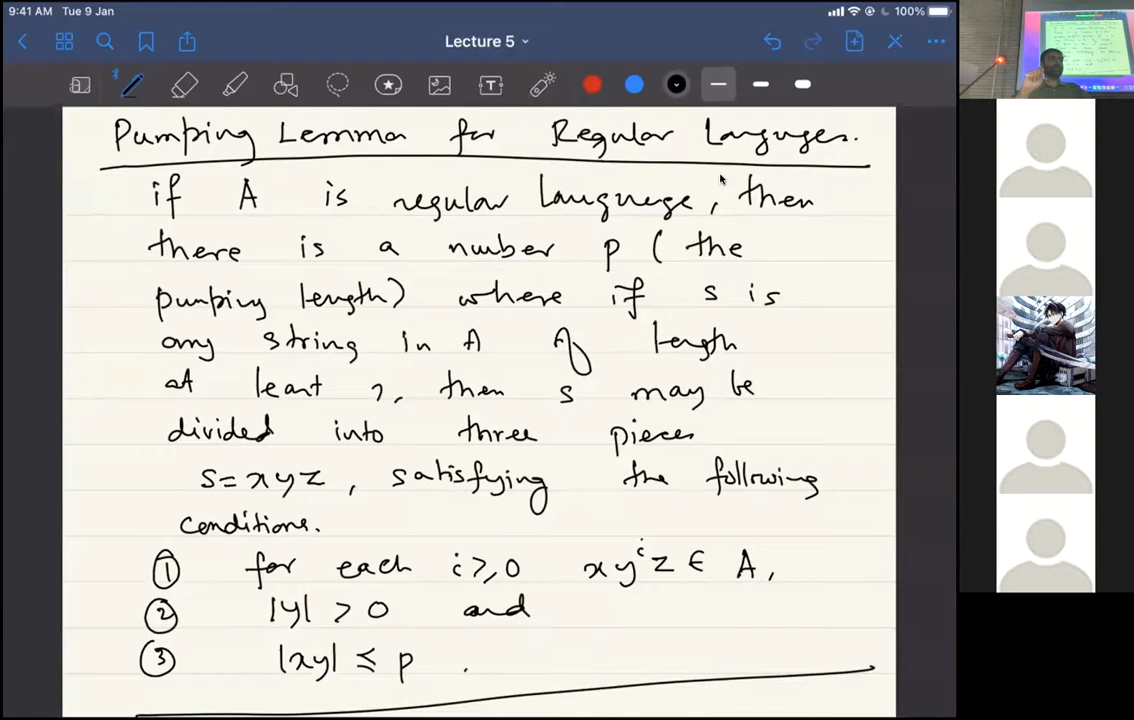 9:41 AM Tue 9 Jan
100%
Lecture 5
Pumping Lemma for Regular Languges.
if A is regular language, then
there is a number p (the
pumping length) where if s is
any string in A of length
at least p, then s may be
divided into three pieces
s=xyz, satisfying the following
conditions.
① for each i≥0 xyⁱz ∈ A,
② |y| > 0 and
③ |xy| ≤ p .